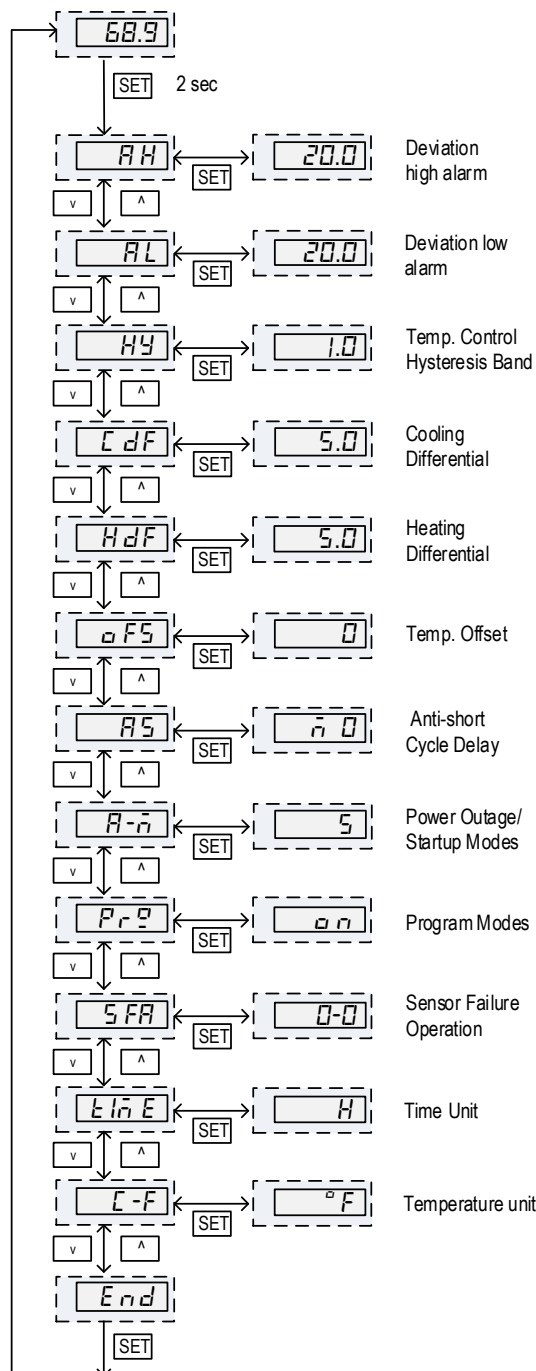 68.9
SET 2 sec
AH SET 20.0 Deviation
high alarm
v ^
AL SET 20.0 Deviation low
alarm
v ^
HY SET 1.0 Temp. Control
Hysteresis Band
v ^
CdF SET 5.0 Cooling
Differential
v ^
HdF SET 5.0 Heating
Differential
v ^
oFS SET 0 Temp. Offset
v ^
AS SET n̄ 0 Anti-short
Cycle Delay
v ^
A-n̄ SET 5 Power Outage/
Startup Modes
v ^
Prg SET on Program Modes
v ^
SFA SET 0-0 Sensor Failure
Operation
v ^
tIn̄E SET H Time Unit
v ^
C-F SET °F Temperature unit
v ^
End
SET